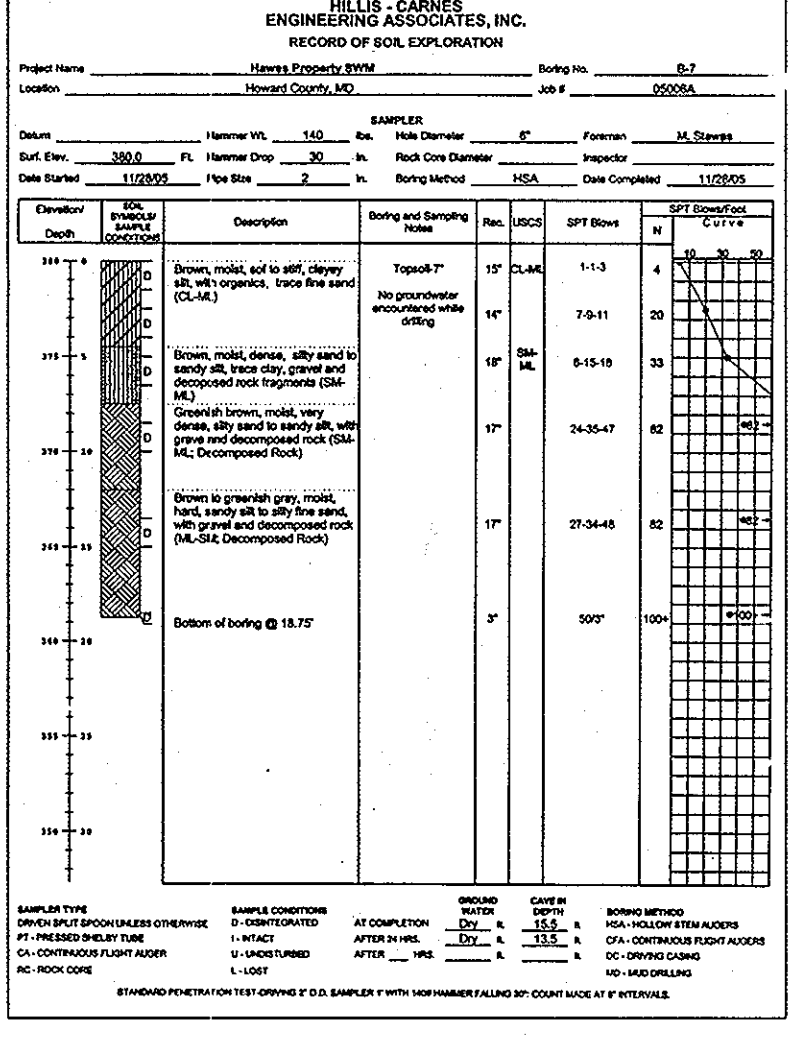 HILLIS - CARNES
ENGINEERING ASSOCIATES, INC.
RECORD OF SOIL EXPLORATION
Project Name Hawes Property SWM Boring No. B-7
Location Howard County, MD Job # 05006A
SAMPLER
Datum Hammer Wt. 140 lbs. Hole Diameter 6" Foreman M. Stewas
Surf. Elev. 380.0 Ft. Hammer Drop 30 in. Rock Core Diameter Inspector
Date Started 11/28/05 Pipe Size 2 in. Boring Method HSA Date Completed 11/28/05
Elevation/ Depth SOIL SYMBOLS/ SAMPLE CONDITIONS Description Boring and Sampling Notes Rec. USCS SPT Blows SPT Blows/Foot
N Curve
10 30 50
380 0
D
Brown, moist, sof to stiff, clayey
silt, with organics, trace fine sand
(CL-ML)
Topsoil-7"
No groundwater
encountered while
drilling
15" CL-ML 1-1-3 4
D 14" 7-9-11 20
375 5
D
Brown, moist, dense, silty sand to
sandy silt, trace clay, gravel and
decoposed rock fragments (SM-
ML)
18" SM-
ML 6-15-18 33
Greenish brown, moist, very
dense, silty sand to sandy silt, with
grave and decomposed rock (SM-
ML; Decomposed Rock)
D 17" 24-35-47 82 82
370 10
Brown to greenish gray, moist,
hard, sandy silt to silty fine sand,
with gravel and decomposed rock
(ML-SM; Decomposed Rock)
D 17" 27-34-48 82 82
365 15
D Bottom of boring @ 18.75' 3" 50/3" 100+ 100
360 20
355 25
350 30
SAMPLER TYPE
DRIVEN SPLIT SPOON UNLESS OTHERWISE
PT - PRESSED SHELBY TUBE
CA - CONTINUOUS FLIGHT AUGER
RC - ROCK CORE
SAMPLE CONDITIONS
D - DISINTEGRATED
I - INTACT
U - UNDISTURBED
L - LOST
GROUND WATER CAVE IN DEPTH
AT COMPLETION Dry ft. 15.5 ft.
AFTER 24 HRS. Dry ft. 13.5 ft.
AFTER HRS. ft. ft.
BORING METHOD
HSA - HOLLOW STEM AUGERS
CFA - CONTINUOUS FLIGHT AUGERS
DC - DRIVING CASING
MD - MUD DRILLING
STANDARD PENETRATION TEST-DRIVING 2" O.D. SAMPLER 1' WITH 140# HAMMER FALLING 30": COUNT MADE AT 6" INTERVALS.